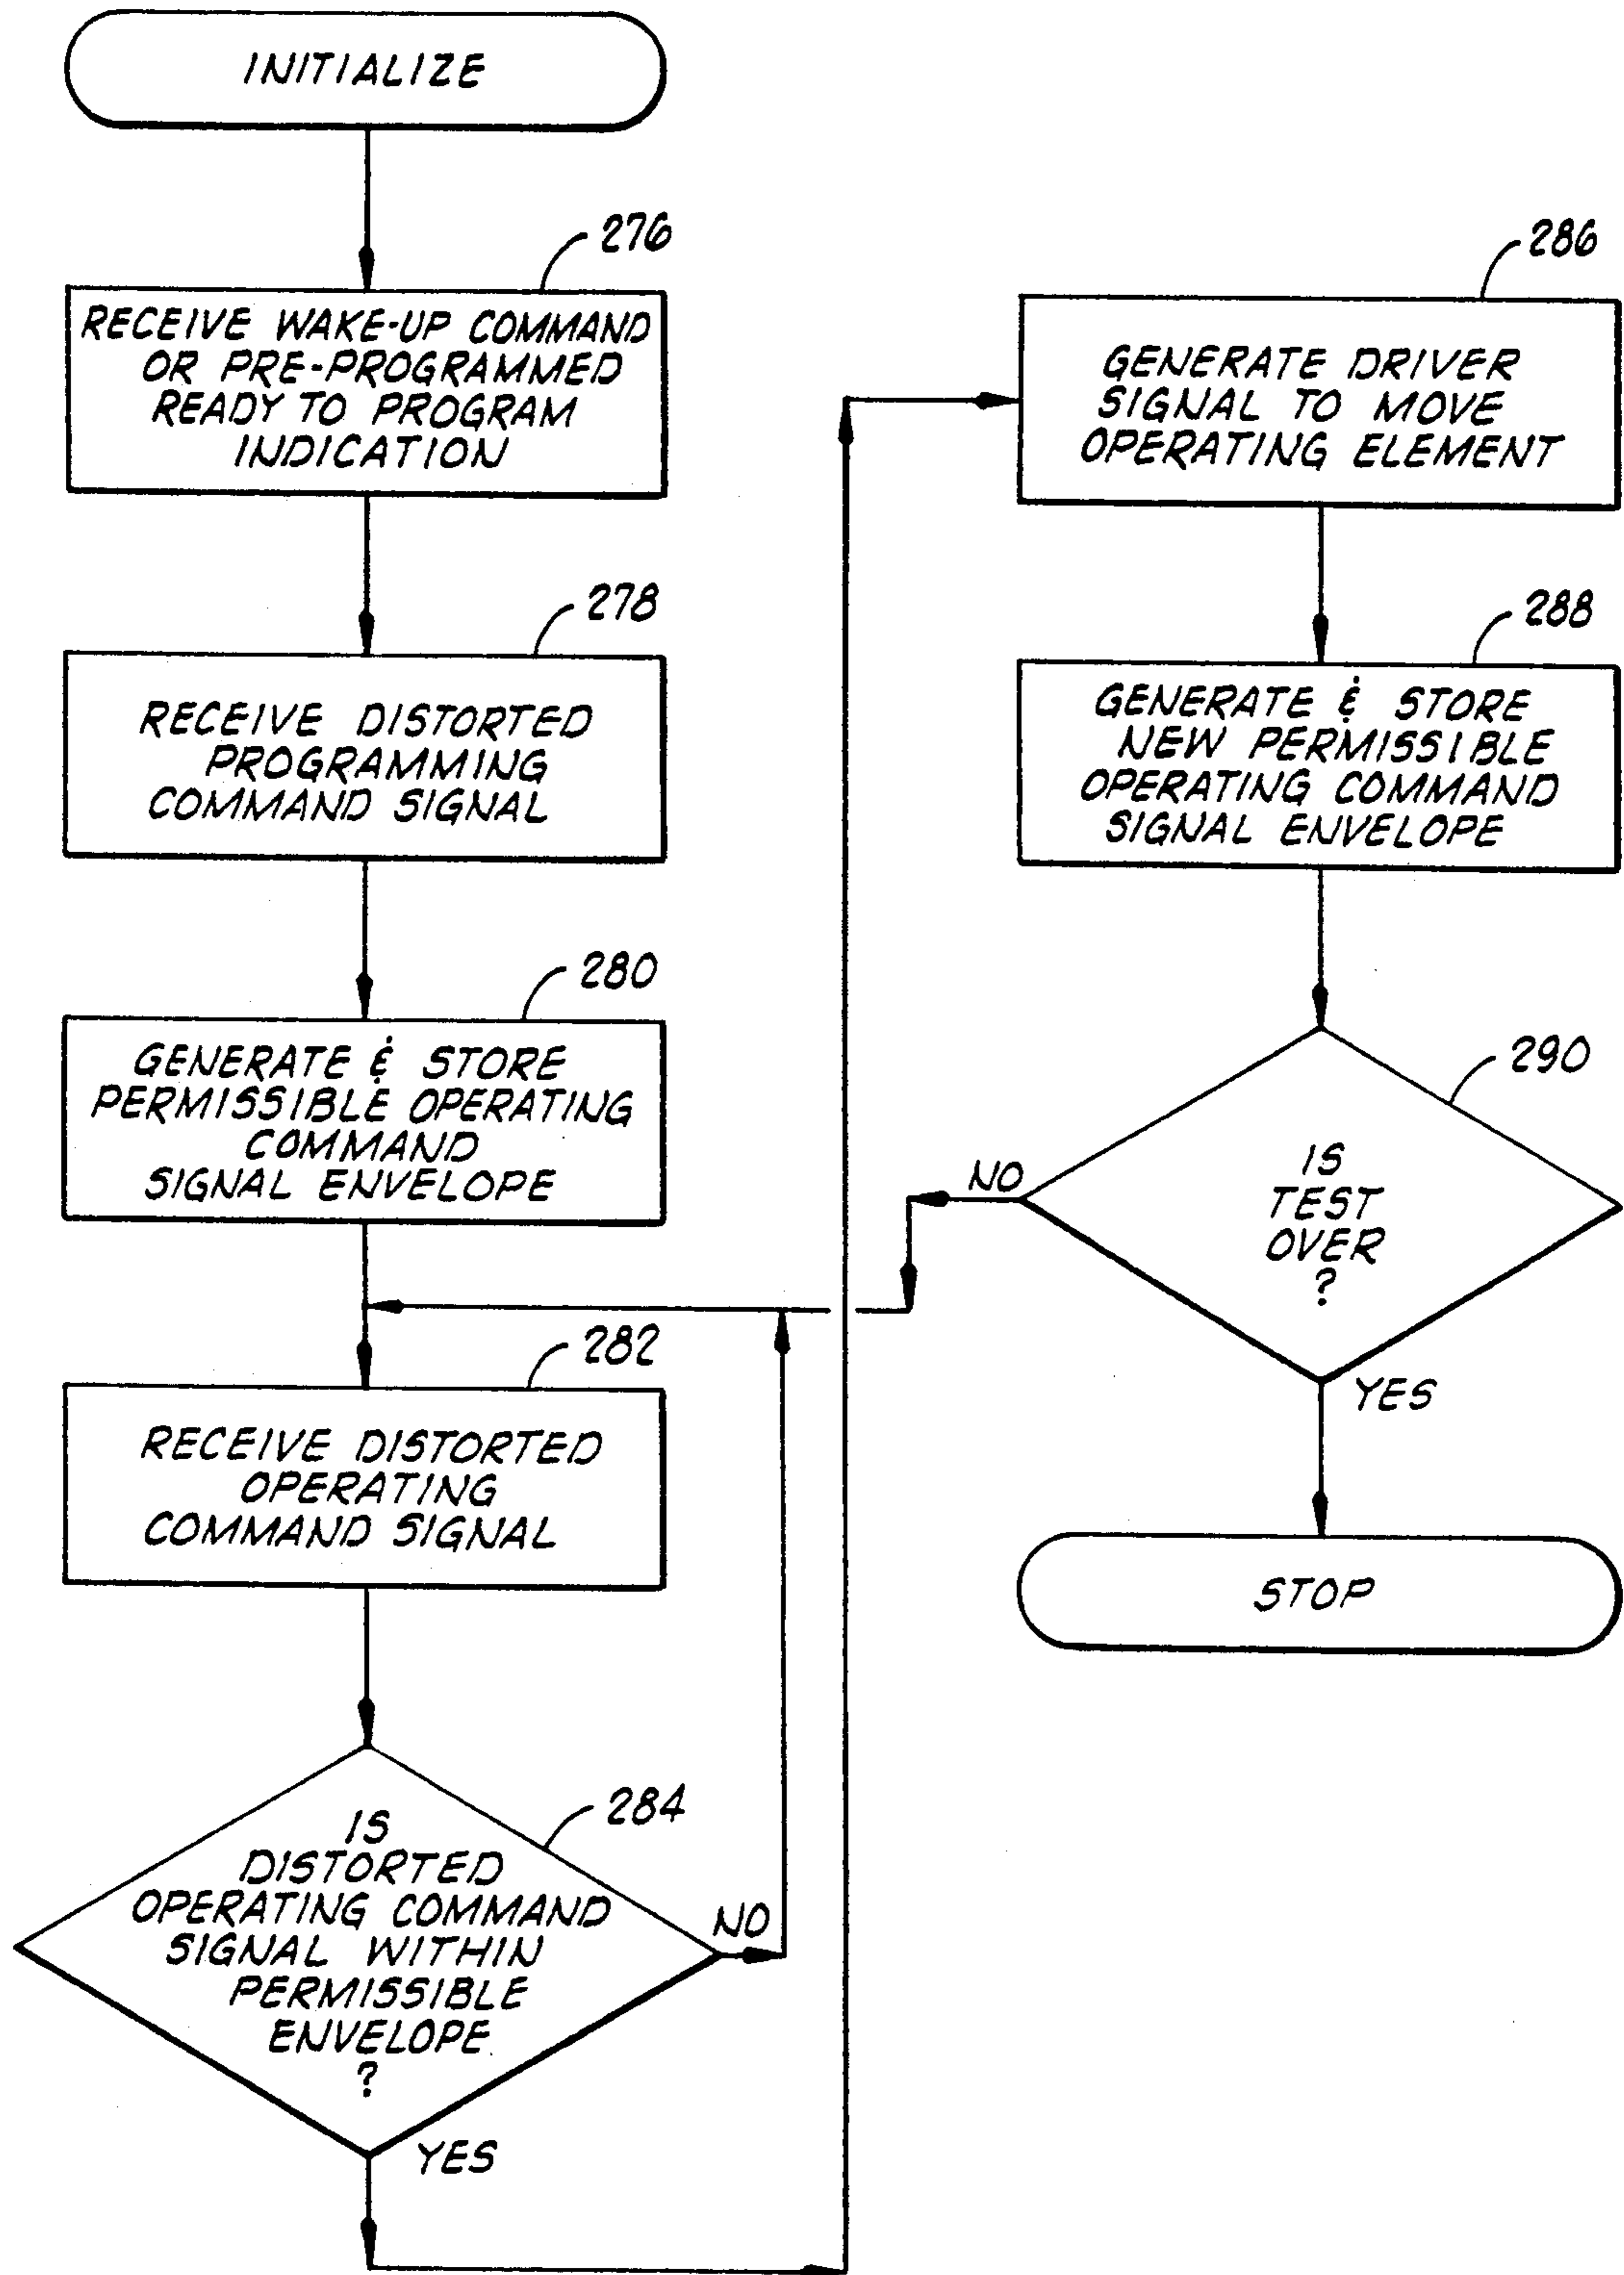 INITIALIZE
276
RECEIVE WAKE-UP COMMAND
OR PRE-PROGRAMMED
READY TO PROGRAM
INDICATION
278
RECEIVE DISTORTED
PROGRAMMING
COMMAND SIGNAL
280
GENERATE & STORE
PERMISSIBLE OPERATING
COMMAND
SIGNAL ENVELOPE
282
RECEIVE DISTORTED
OPERATING
COMMAND SIGNAL
284
IS
DISTORTED
OPERATING COMMAND
SIGNAL WITHIN
PERMISSIBLE
ENVELOPE
?
NO
YES
286
GENERATE DRIVER
SIGNAL TO MOVE
OPERATING ELEMENT
288
GENERATE & STORE
NEW PERMISSIBLE
OPERATING COMMAND
SIGNAL ENVELOPE
290
IS
TEST
OVER
?
NO
YES
STOP